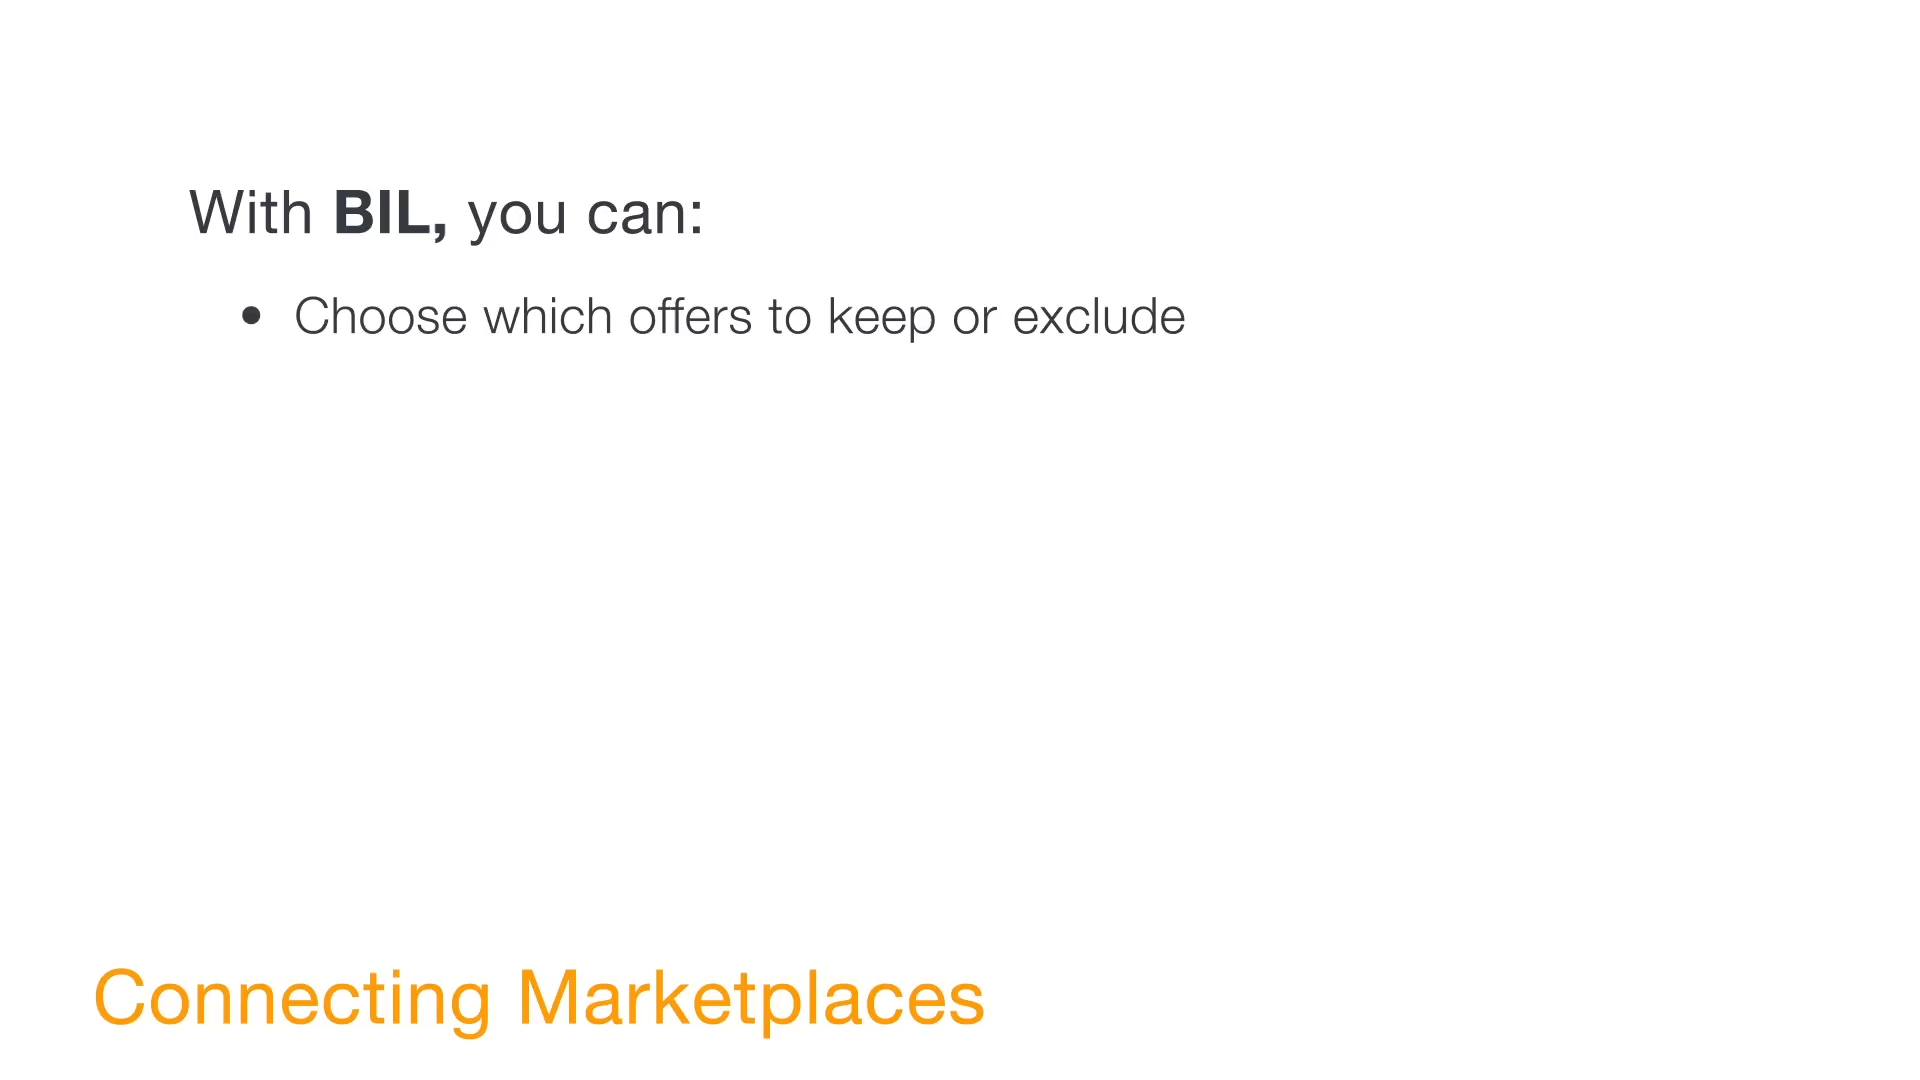 With BIL, you can:
• Choose which offers to keep or exclude
Connecting Marketplaces